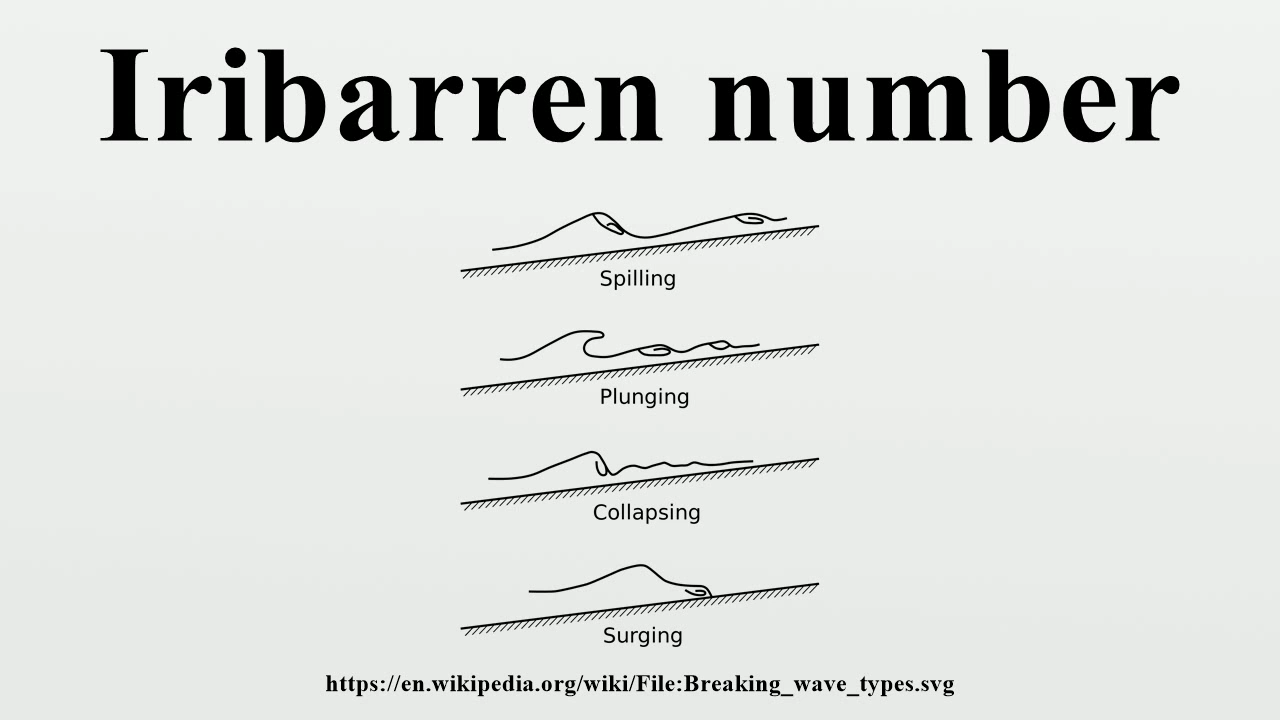 Iribarren number
Spilling
Plunging
Collapsing
Surging
https://en.wikipedia.org/wiki/File:Breaking_wave_types.svg